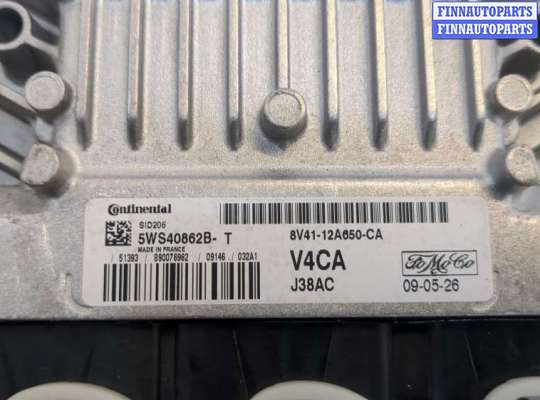 FINNAUTOPARTS
FINNAUTOPARTS
Continental
SID206
5WS40862B- T
MADE IN FRANCE
/ 51393 / 890076962 / 09146 / 032A1
8V41-12A650-CA
V4CA
J38AC
FoMoCo
09-05-26